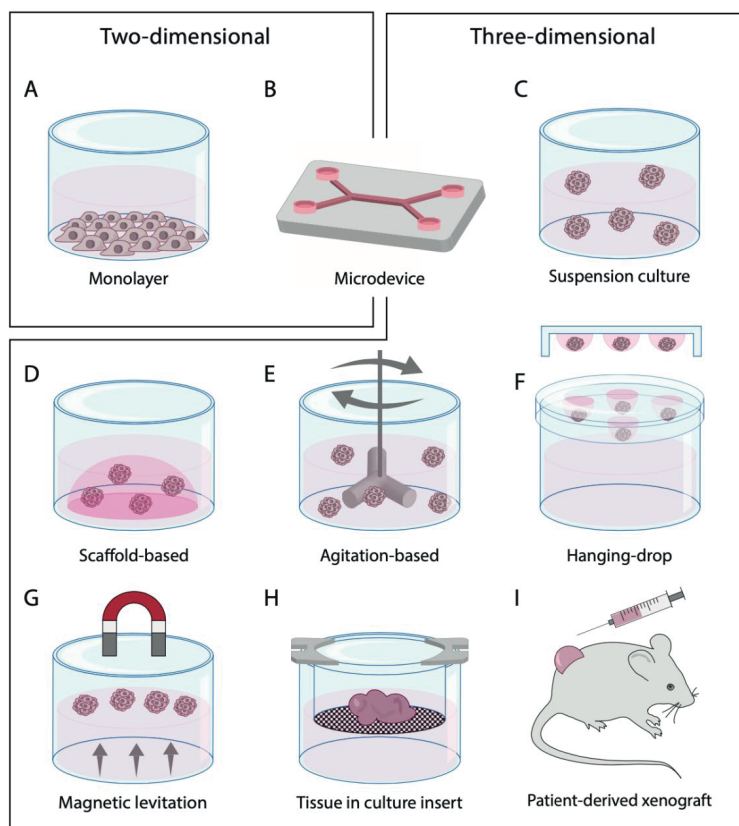 Two-dimensional
Three-dimensional
A
B
C
Monolayer
Microdevice
Suspension culture
D
E
F
Scaffold-based
Agitation-based
Hanging-drop
G
H
I
Magnetic levitation
Tissue in culture insert
Patient-derived xenograft